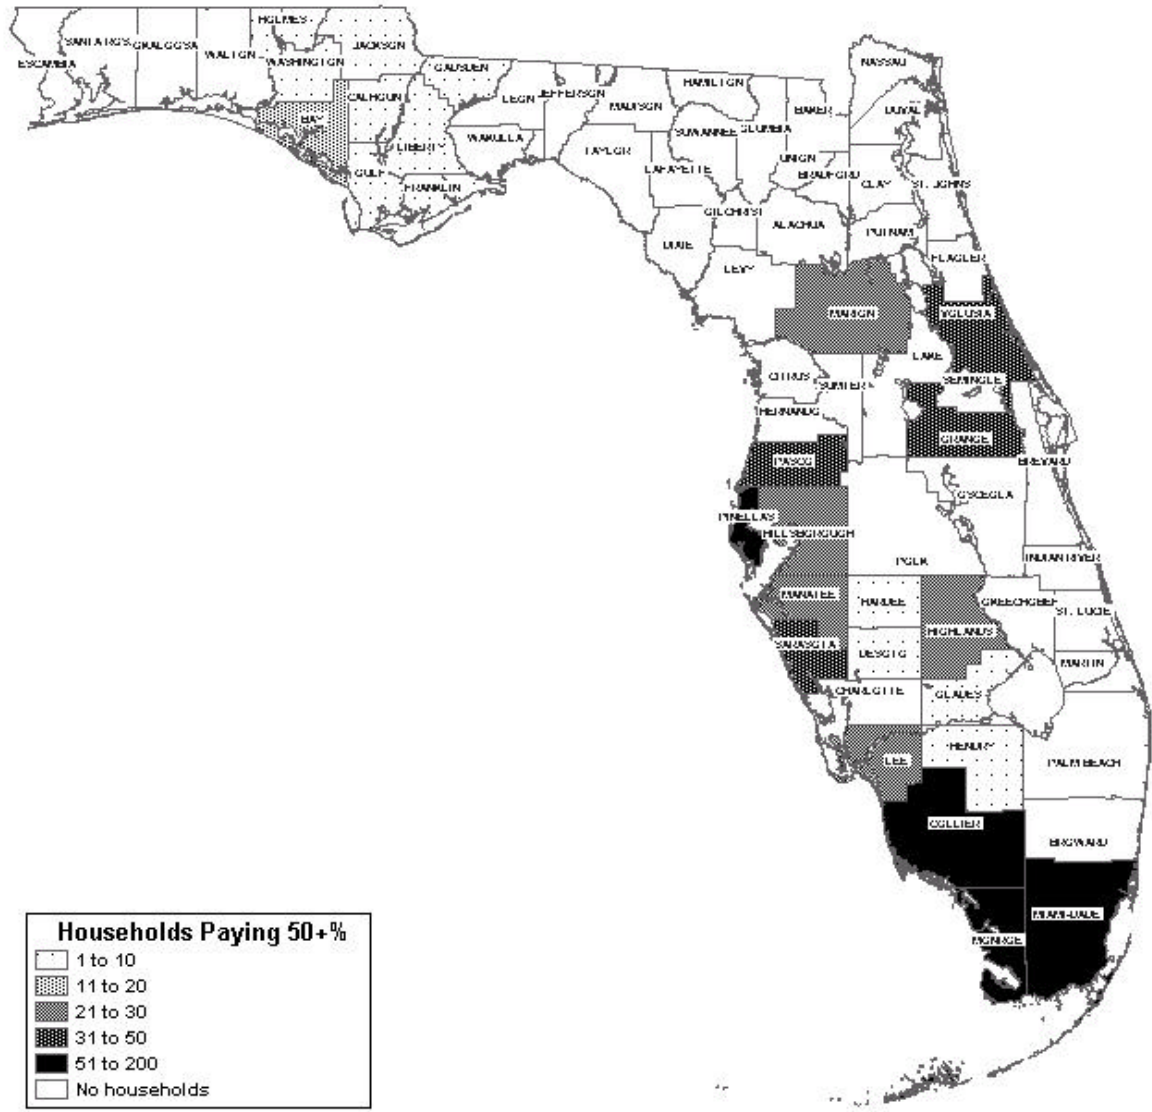 HOLMES
SANTA ROSA
OKALOOSA
WALTON
JACKSON
ESCAMBIA
WASHINGTON
GADSDEN
CALHOUN
LEON
JEFFERSON
HAMILTON
NASSAU
BAY
MADISON
BAKER
DUVAL
LIBERTY
WAKULLA
TAYLOR
SUWANNEE
COLUMBIA
UNION
BRADFORD
GULF
FRANKLIN
LAFAYETTE
CLAY
ST. JOHNS
GILCHRIST
ALACHUA
PUTNAM
DIXIE
LEVY
FLAGLER
MARION
VOLUSIA
LAKE
CITRUS
SUMTER
SEMINOLE
HERNANDO
ORANGE
PASCO
BREVARD
OSCEOLA
PINELLAS
HILLSBOROUGH
POLK
INDIAN RIVER
MANATEE
HARDEE
OKEECHOBEE
ST. LUCIE
HIGHLANDS
SARASOTA
DESOTO
MARTIN
CHARLOTTE
GLADES
LEE
HENDRY
PALM BEACH
COLLIER
BROWARD
MIAMI-DADE
MONROE
Households Paying 50+%
1 to 10
11 to 20
21 to 30
31 to 50
51 to 200
No households